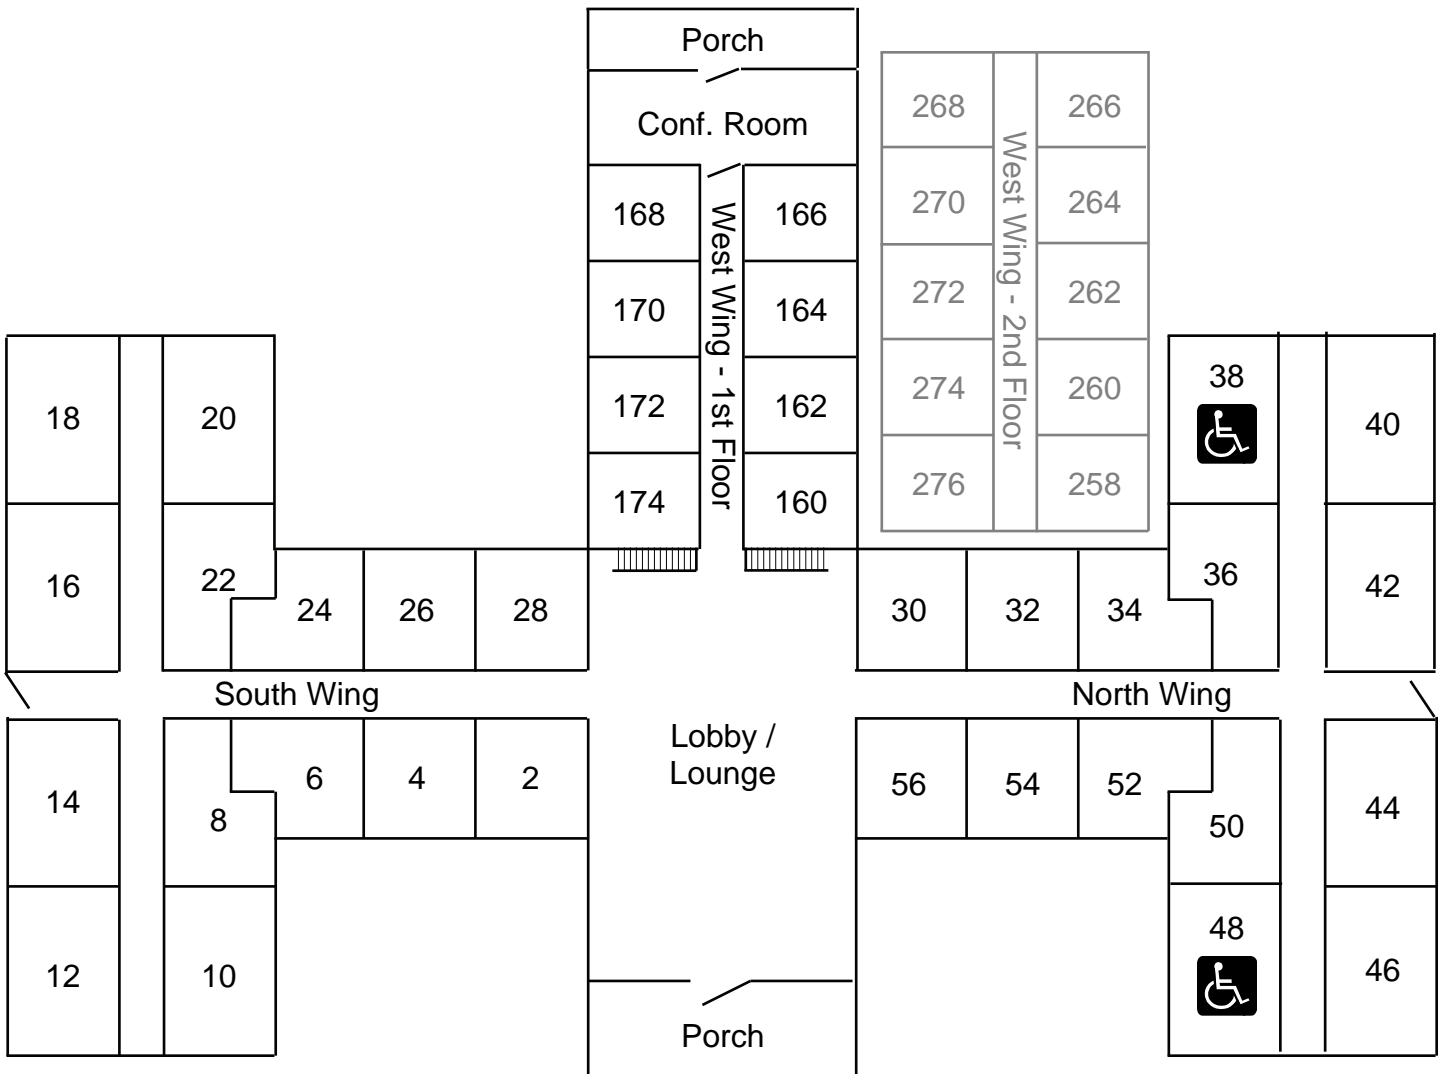 Porch
Conf. Room
268 266
168 166
270 264
West Wing - 1st Floor
West Wing - 2nd Floor
170 164
272 262
38
18 20
172 162
274 260
40
174 160
276 258
16 22
36 42
24 26 28
30 32 34
South Wing
North Wing
Lobby /
Lounge
14 8 6 4 2
56 54 52 50 44
48
12 10
46
Porch